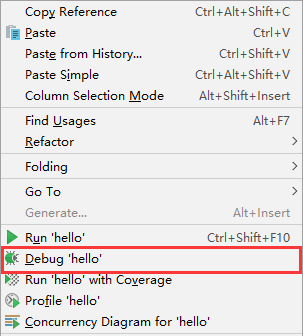 Copy Reference Ctrl+Alt+Shift+C
Paste Ctrl+V
Paste from History... Ctrl+Shift+V
Paste Simple Ctrl+Alt+Shift+V
Column Selection Mode Alt+Shift+Insert
Find Usages Alt+F7
Refactor
Folding
Go To
Generate... Alt+Insert
Run 'hello' Ctrl+Shift+F10
Debug 'hello'
Run 'hello' with Coverage
Profile 'hello'
Concurrency Diagram for 'hello'